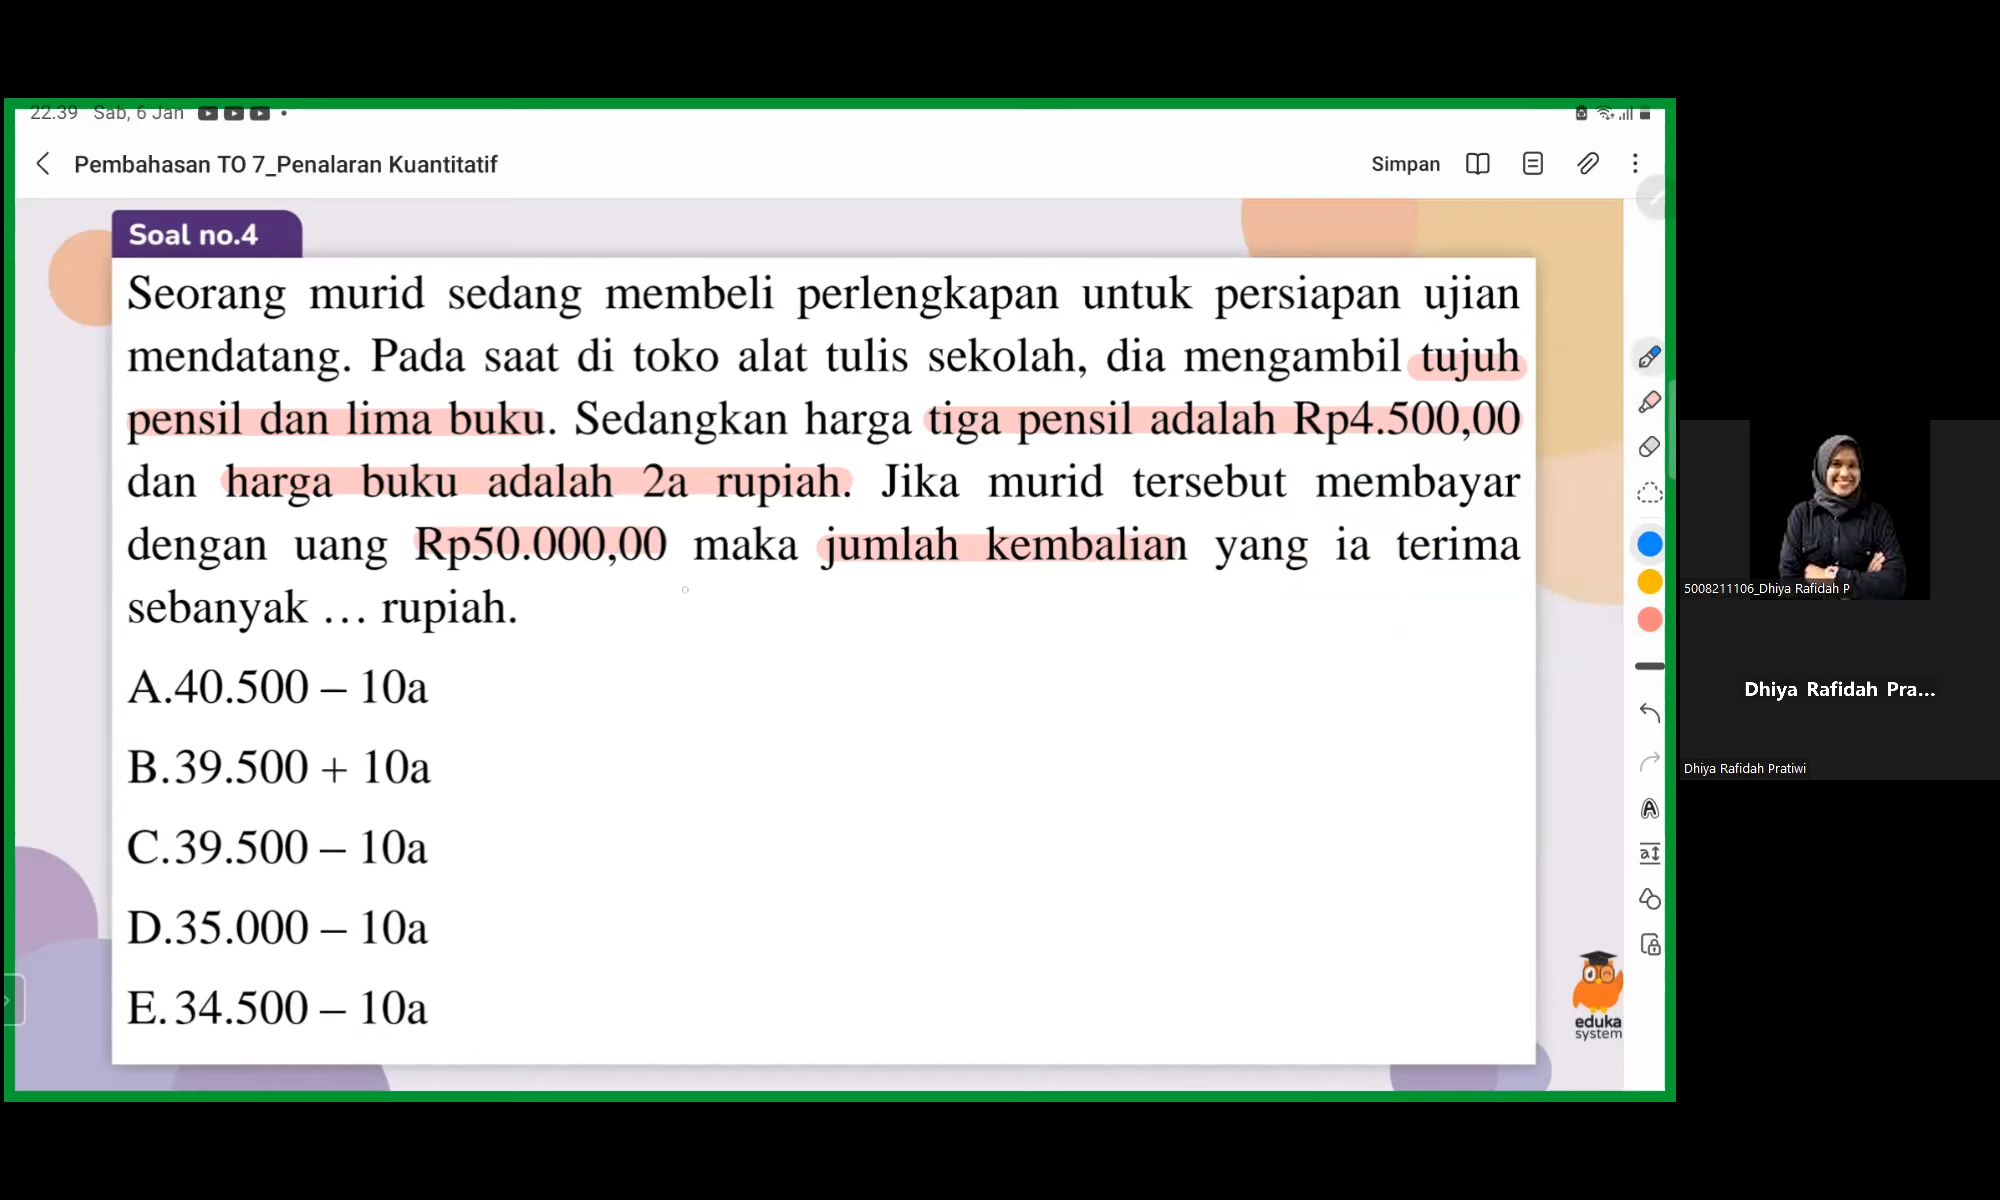 22.39 Sab, 6 Jan
Pembahasan TO 7_Penalaran Kuantitatif
Simpan
Soal no.4
Seorang murid sedang membeli perlengkapan untuk persiapan ujian
mendatang. Pada saat di toko alat tulis sekolah, dia mengambil tujuh
pensil dan lima buku. Sedangkan harga tiga pensil adalah Rp4.500,00
dan harga buku adalah 2a rupiah. Jika murid tersebut membayar
dengan uang Rp50.000,00 maka jumlah kembalian yang ia terima
sebanyak … rupiah.
A.40.500 – 10a
B.39.500 + 10a
C.39.500 – 10a
D.35.000 – 10a
E.34.500 – 10a
eduka
system
5008211106_Dhiya Rafidah P
Dhiya Rafidah Pra...
Dhiya Rafidah Pratiwi